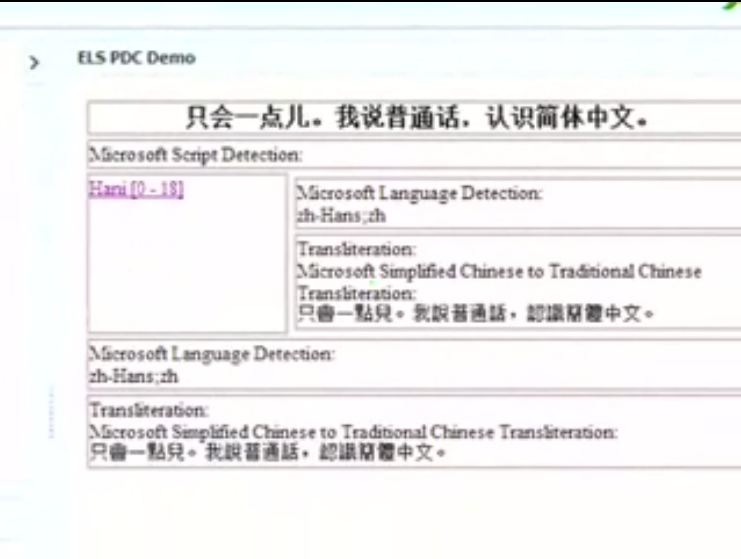 ELS PDC Demo
只会一点儿。我说普通话，认识简体中文。
Microsoft Script Detection:
Hani [0 - 18]
Microsoft Language Detection:
zh-Hans;zh
Transliteration:
Microsoft Simplified Chinese to Traditional Chinese
Transliteration:
只會一點兒。我說普通話，認識簡體中文。
Microsoft Language Detection:
zh-Hans;zh
Transliteration:
Microsoft Simplified Chinese to Traditional Chinese Transliteration:
只會一點兒。我說普通話，認識簡體中文。